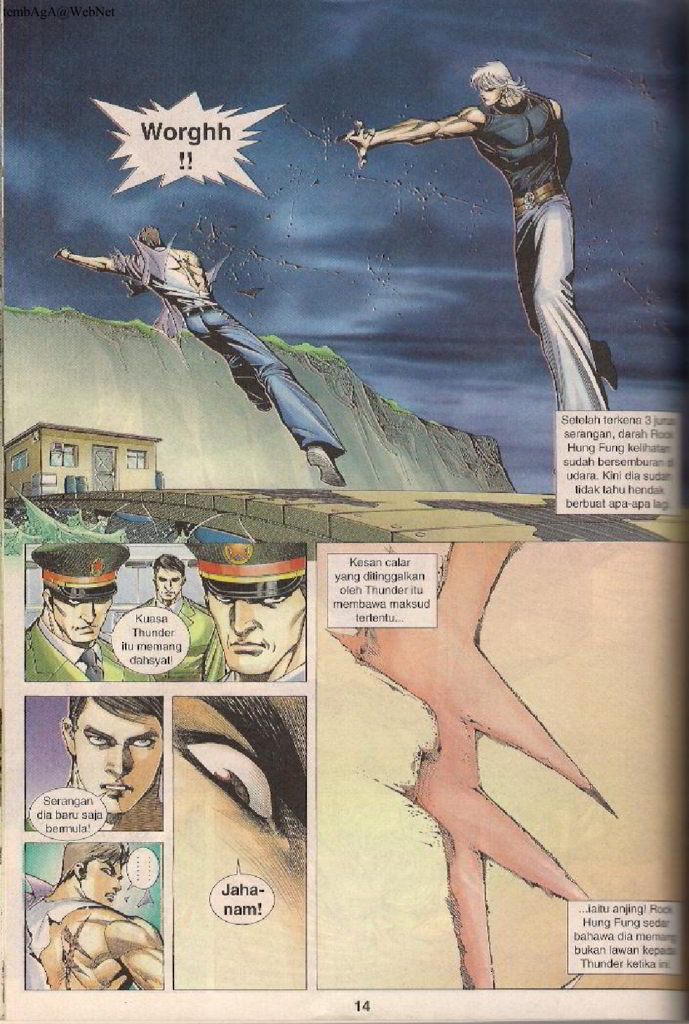 tembAgA@WebNet
Worghh
!!
Setelah terkena 3 jurus
serangan, darah Rock
Hung Fung kelihatan
sudah bersemburan di
udara. Kini dia sudah
tidak tahu hendak
berbuat apa-apa lagi.
Kuasa
Thunder
itu memang
dahsyat!
Kesan calar
yang ditinggalkan
oleh Thunder itu
membawa maksud
tertentu...
Serangan
dia baru saja
bermula!
......
Jaha-
nam!
...iaitu anjing! Rock
Hung Fung sedar
bahawa dia memang
bukan lawan kepada
Thunder ketika ini.
14